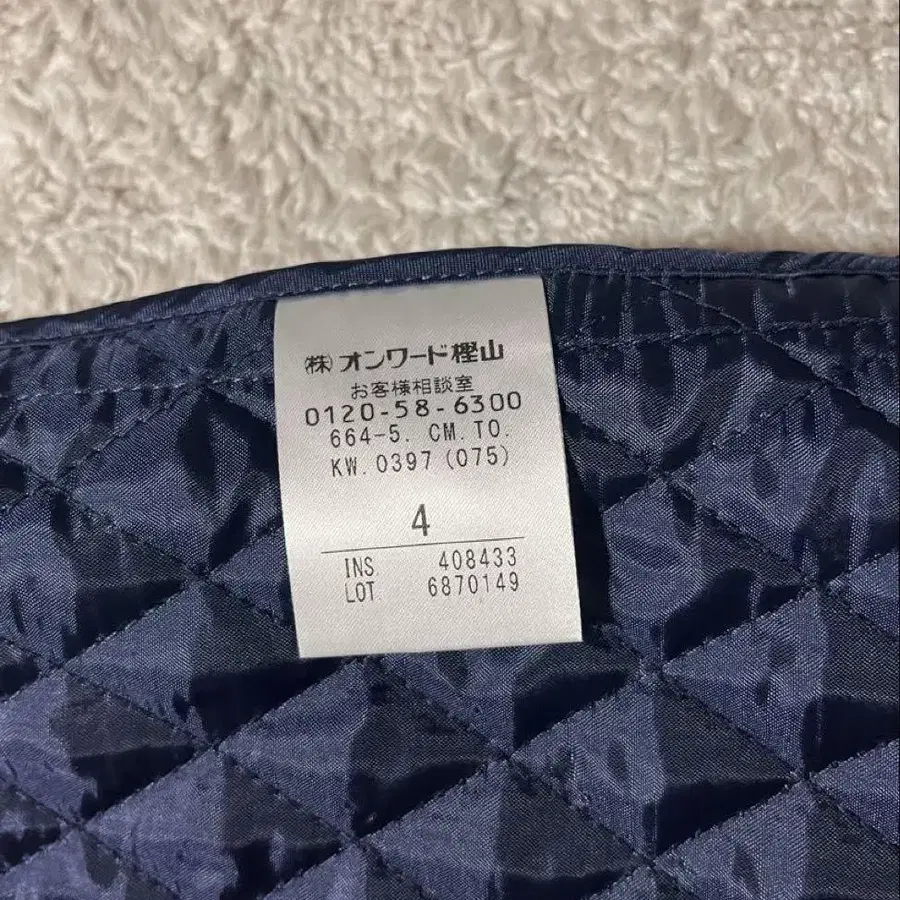 ㈱オンワード樫山
お客様相談室
0120-58-6300
664-5. CM.TO.
KW.0397(075)
4
INS. 408433
LOT. 6870149